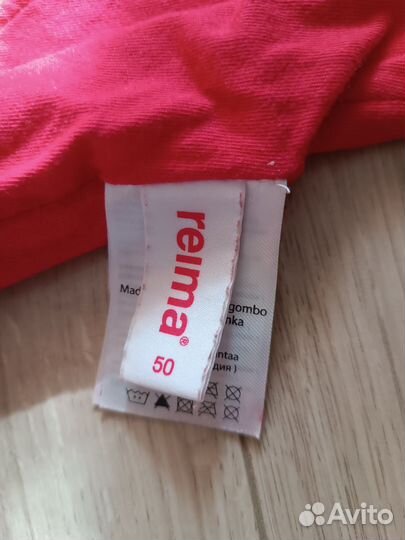 reima®
50
Mad
gombo
nka
ntaa
дия )
Avito